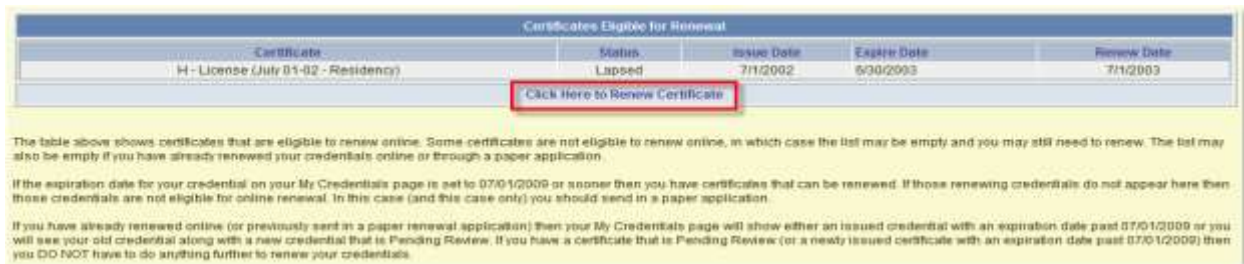 Certificates Eligible for Renewal
Certificate Status Issue Date Expire Date Renew Date
H - License (July 01-02 - Residency) Lapsed 7/1/2002 6/30/2003 7/1/2003
Click Here to Renew Certificate
The table above shows certificates that are eligible to renew online. Some certificates are not eligible to renew online, in which case the list may be empty and you may still need to renew. The list may
also be empty if you have already renewed your credentials online or through a paper application.
If the expiration date for your credential on your My Credentials page is set to 07/01/2009 or sooner then you have certificates that can be renewed. If those renewing credentials do not appear here then
those credentials are not eligible for online renewal. In this case (and this case only) you should send in a paper application.
If you have already renewed online (or previously sent in a paper renewal application) then your My Credentials page will show either an issued credential with an expiration date past 07/01/2009 or you
will see your old credential along with a new credential that is Pending Review. If you have a certificate that is Pending Review (or a newly issued certificate with an expiration date past 07/01/2009) then
you DO NOT have to do anything further to renew your credentials.